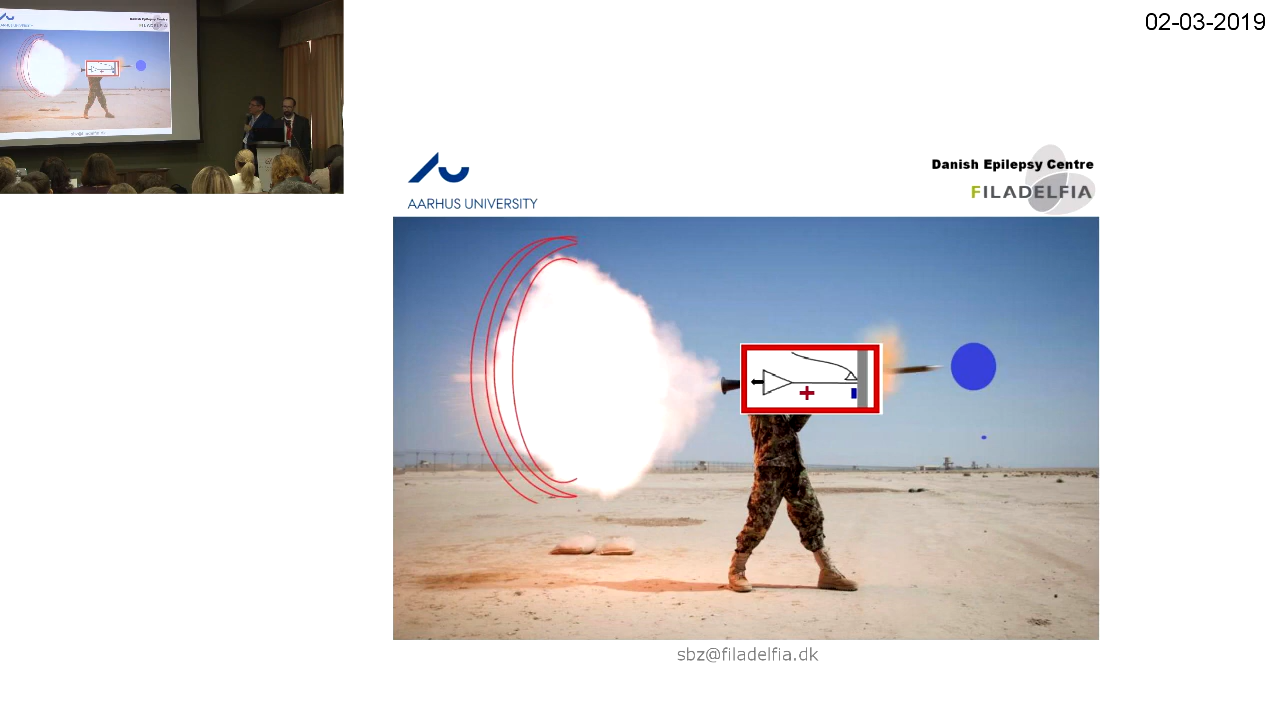 02-03-2019
AARHUS UNIVERSITY
Danish Epilepsy Centre
FILADELFIA
sbz@filadelfia.dk